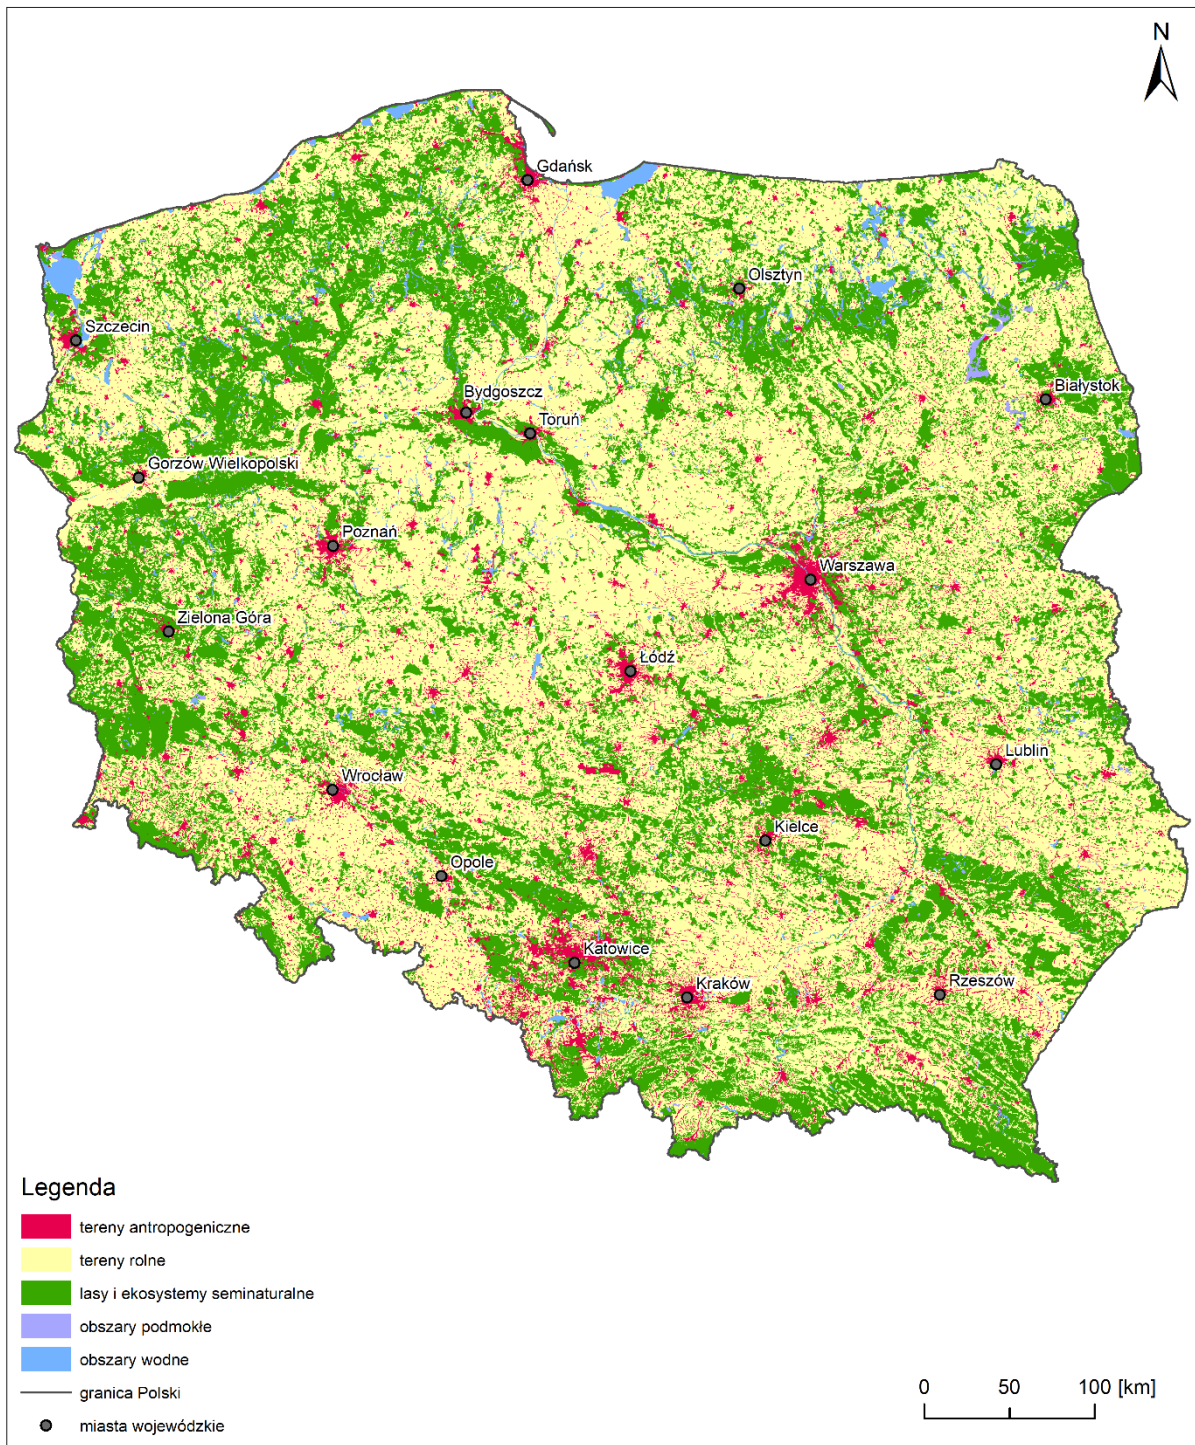 N
Gdańsk
Olsztyn
Szczecin
Białystok
Bydgoszcz
Toruń
Gorzów Wielkopolski
Poznań
Warszawa
Zielona Góra
Łódź
Lublin
Wrocław
Kielce
Opole
Katowice
Kraków
Rzeszów
Legenda
tereny antropogeniczne
tereny rolne
lasy i ekosystemy seminaturalne
obszary podmokłe
obszary wodne
granica Polski
miasta wojewódzkie
0 50 100 [km]